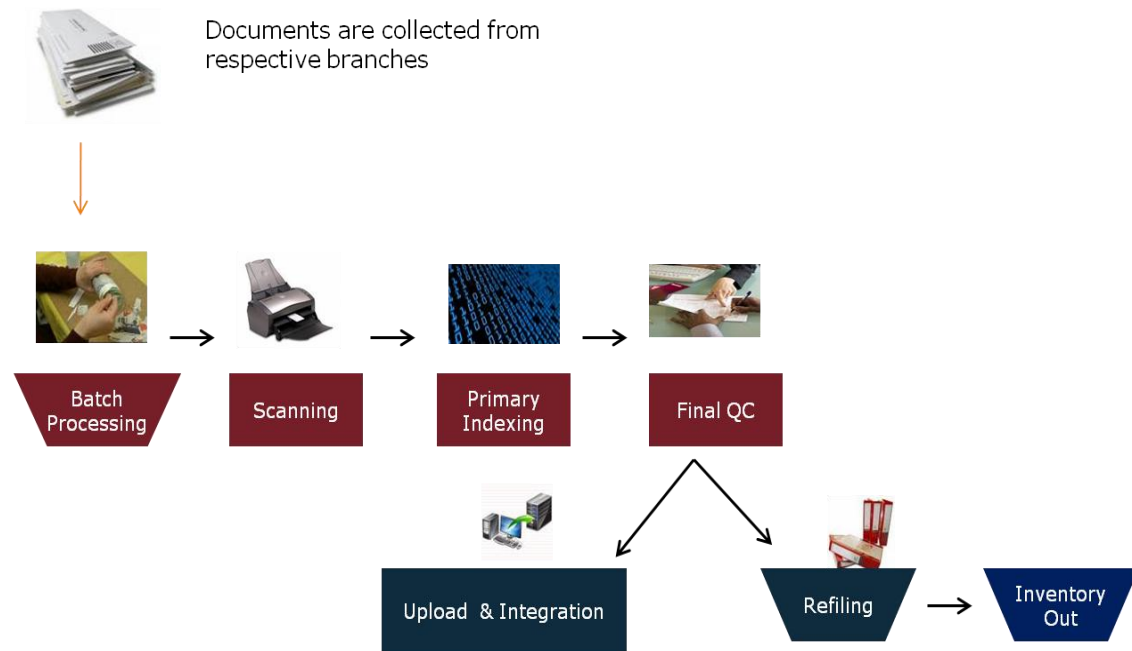 Documents are collected from
respective branches
Batch
Processing
Scanning
Primary
Indexing
Final QC
Upload & Integration
Refiling
Inventory
Out